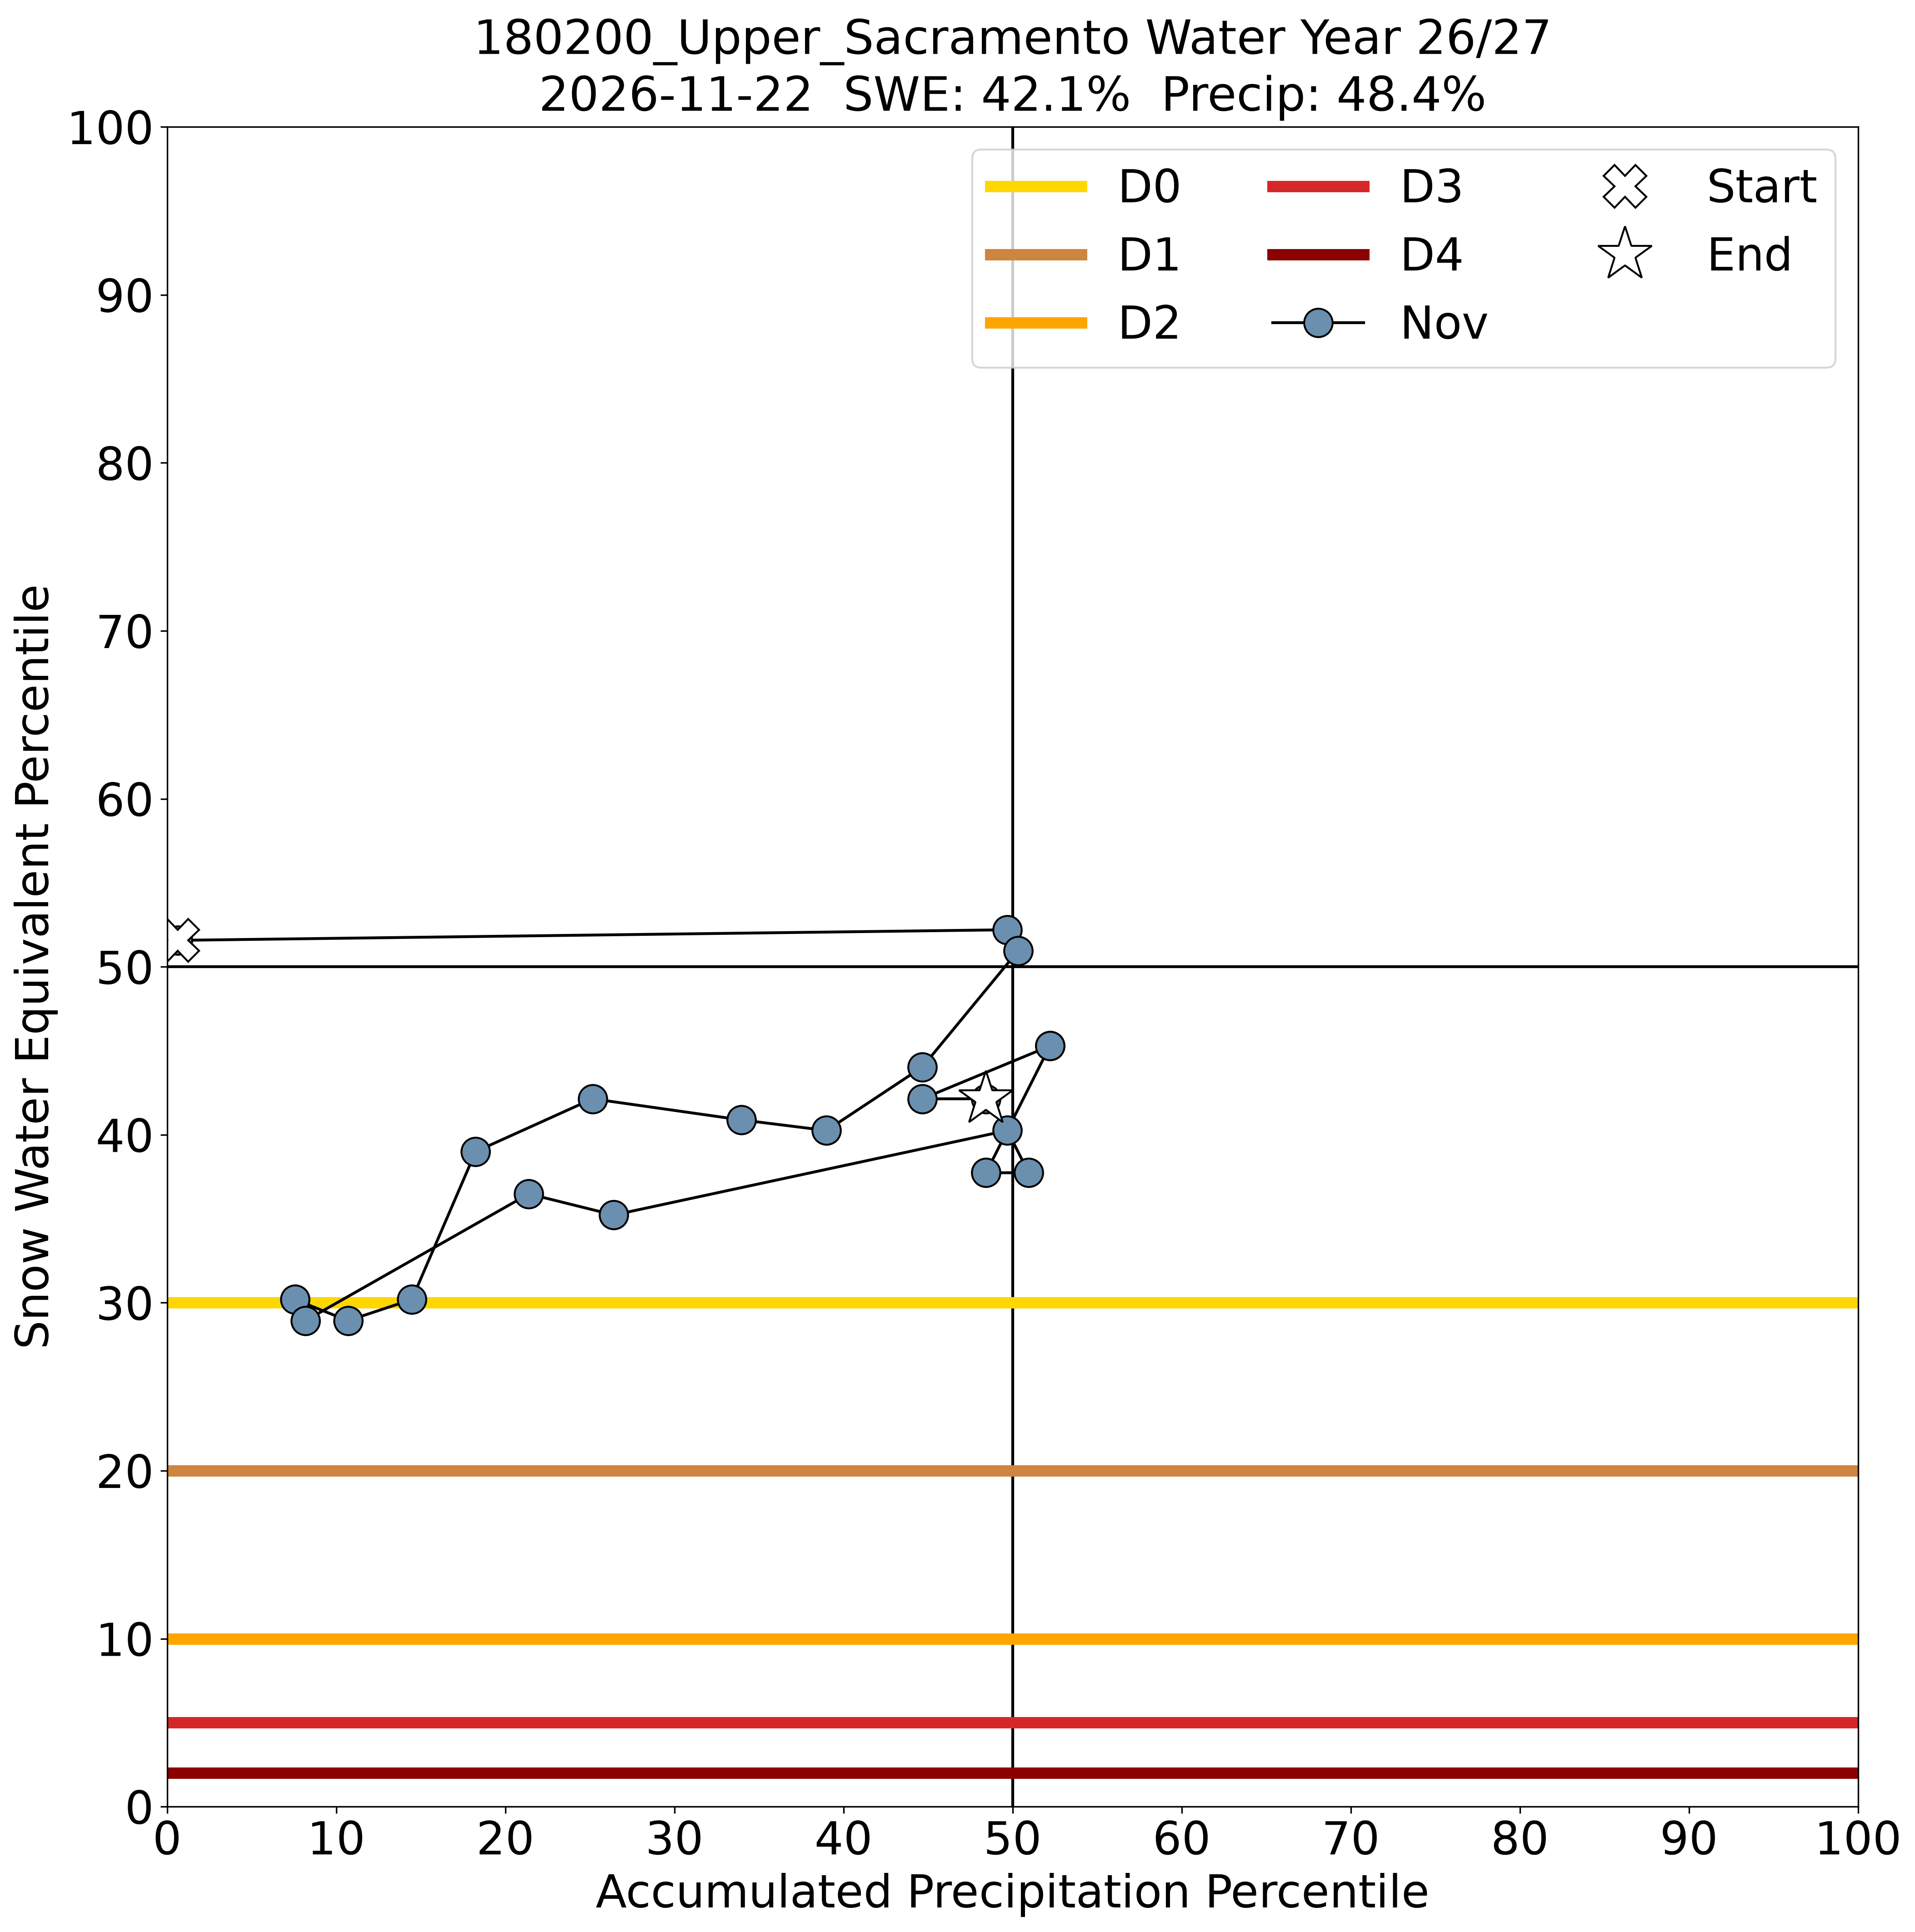 180200_Upper_Sacramento Water Year 26/27
2026-11-22 SWE: 42.1% Precip: 48.4%
100
90
80
70
60
50
40
30
20
10
0
Snow Water Equivalent Percentile
D0
D1
D2
D3
D4
Nov
Start
End
0 10 20 30 40 50 60 70 80 90 100
Accumulated Precipitation Percentile